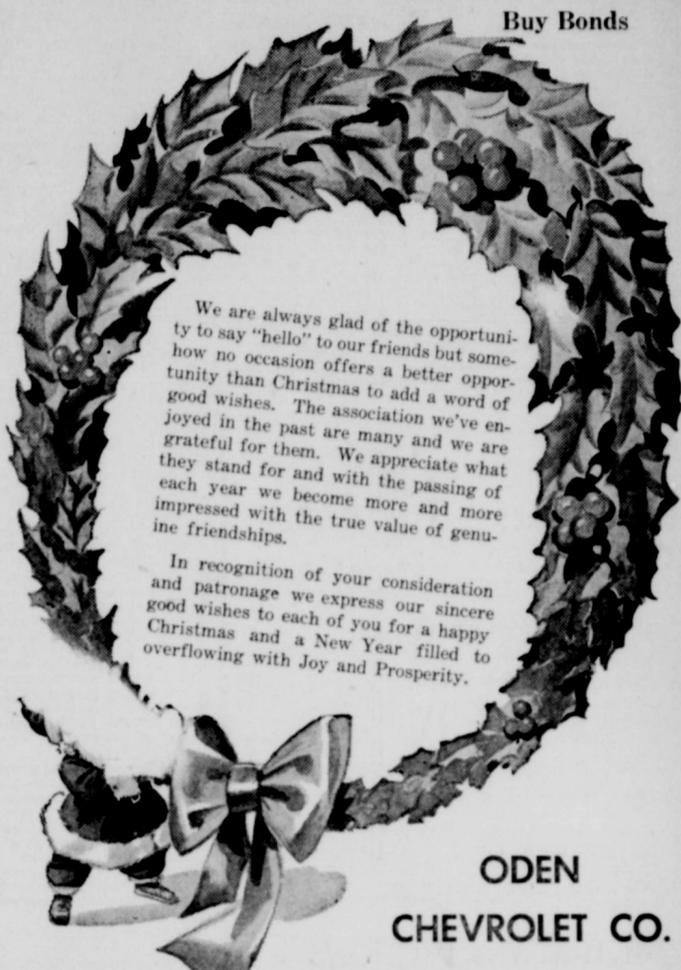 Buy Bonds
We are always glad of the opportuni-
ty to say "hello" to our friends but some-
how no occasion offers a better oppor-
tunity than Christmas to add a word of
good wishes. The association we've en-
joyed in the past are many and we are
grateful for them. We appreciate what
they stand for and with the passing of
each year we become more and more
impressed with the true value of genu-
ine friendships.
In recognition of your consideration
and patronage we express our sincere
good wishes to each of you for a happy
Christmas and a New Year filled to
overflowing with Joy and Prosperity.
ODEN
CHEVROLET CO.